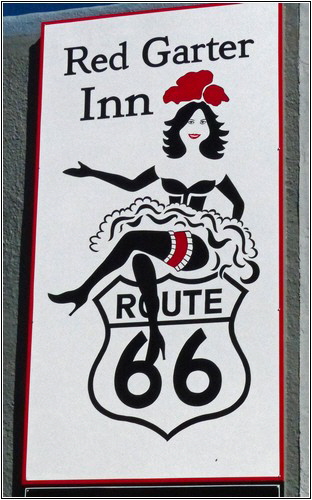 Red Garter
Inn
ROUTE
66